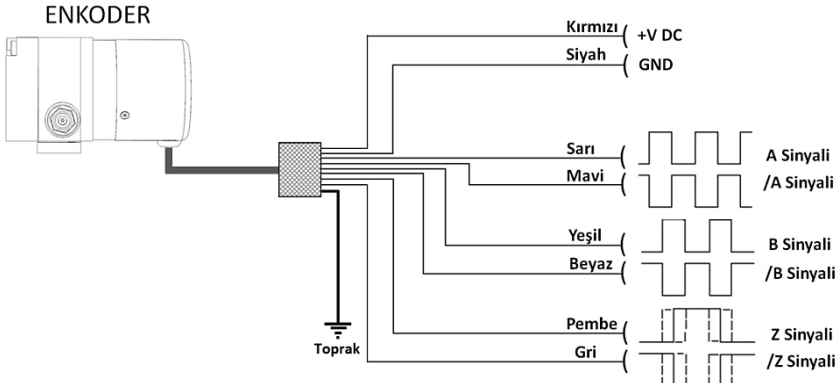 ENKODER
Kırmızı
+V DC
Siyah
GND
Sarı
A Sinyali
Mavi
/A Sinyali
Yeşil
B Sinyali
Beyaz
/B Sinyali
Pembe
Z Sinyali
Gri
/Z Sinyali
Toprak